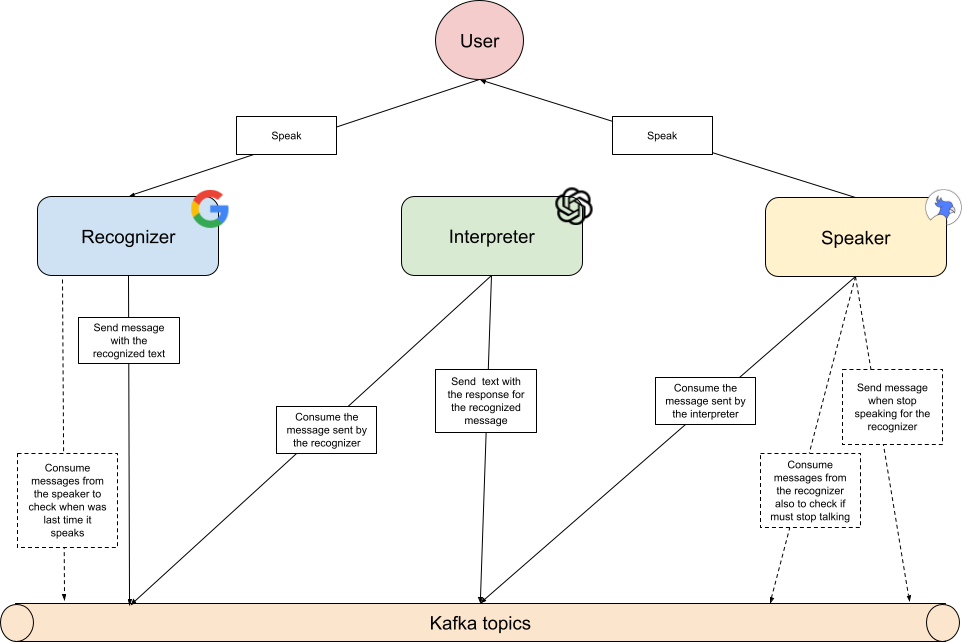 User
Speak
Speak
Recognizer
Interpreter
Speaker
Send message
with the
recognized text
Send  text with
the response for
the recognized
message
Consume the
message sent by
the interpreter
Send message
when stop
speaking for the
recognizer
Consume the
message sent by
the recognizer
Consume
messages from
the speaker to
check when was
last time it
speaks
Consume
messages from
the recognizer
also to check if
must stop talking
Kafka topics